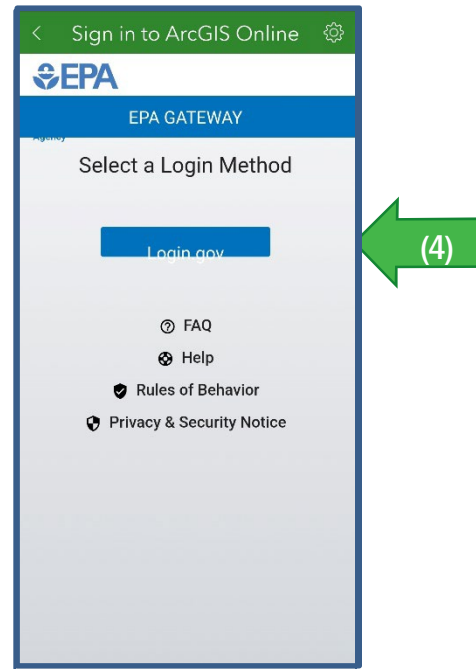 Sign in to ArcGIS Online
EPA
EPA GATEWAY
Agency
Select a Login Method
Login.gov
(4)
FAQ
Help
Rules of Behavior
Privacy & Security Notice